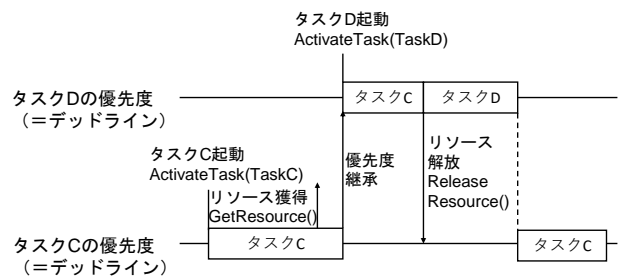 タスクD起動
ActivateTask(TaskD)
タスクDの優先度
（＝デッドライン）
タスクC
タスクD
タスクC起動
ActivateTask(TaskC)
リソース獲得
GetResource()
優先度
継承
リソース
解放
Release
Resource()
タスクCの優先度
（＝デッドライン）
タスクC
タスクC